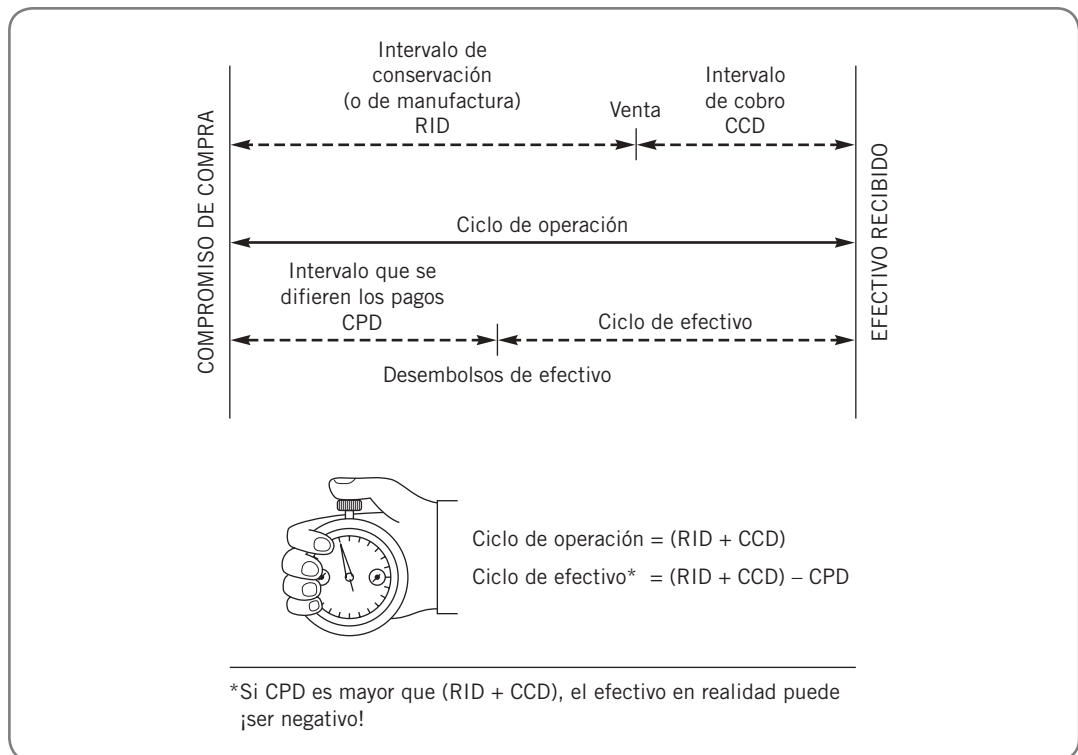 Intervalo de
conservación
(o de manufactura)
RID
Venta
Intervalo
de cobro
CCD
COMPROMISO DE COMPRA
EFECTIVO RECIBIDO
Ciclo de operación
Intervalo que se
difieren los pagos
CPD
Ciclo de efectivo
Desembolsos de efectivo
Ciclo de operación = (RID + CCD)
Ciclo de efectivo* = (RID + CCD) – CPD
*Si CPD es mayor que (RID + CCD), el efectivo en realidad puede
¡ser negativo!